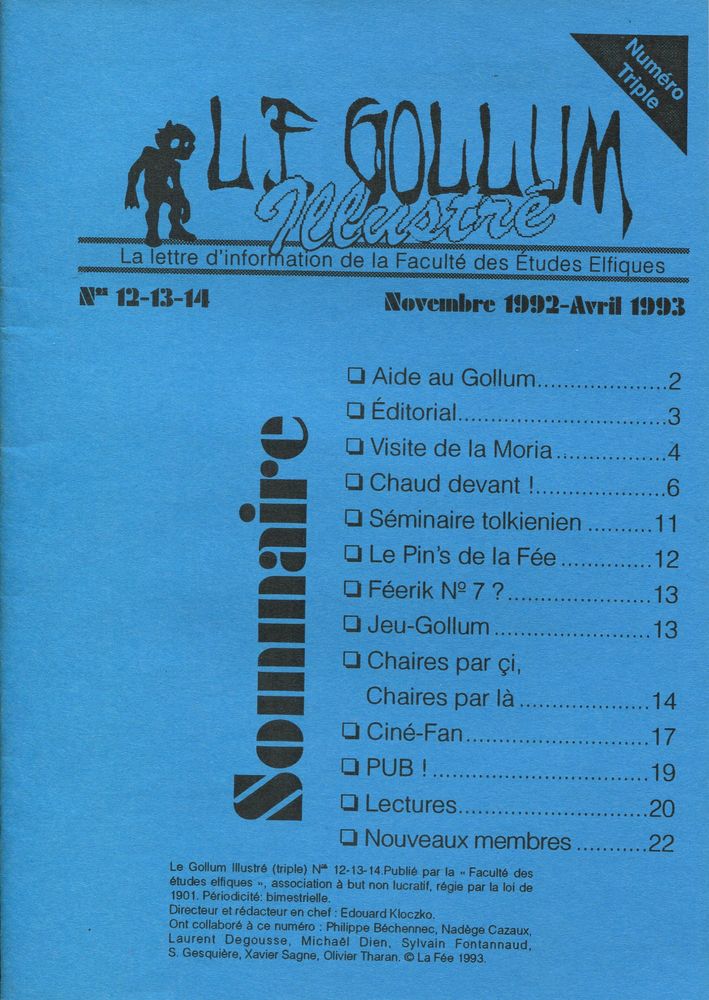 Numéro
Triple
LE GOLLUM
Illustré
La lettre d'information de la Faculté des Études Elfiques
Nos 12-13-14
Novembre 1992-Avril 1993
Sommaire
❏ Aide au Gollum....................2
❏ Éditorial................................3
❏ Visite de la Moria .................4
❏ Chaud devant !....................6
❏ Séminaire tolkienien ..........11
❏ Le Pin's de la Fée ..............12
❏ Féerik Nº 7 ?......................13
❏ Jeu-Gollum ........................13
❏ Chaires par çi,
Chaires par là ....................14
❏ Ciné-Fan............................17
❏ PUB !.................................19
❏ Lectures.............................20
❏ Nouveaux membres ...........22
Le Gollum Illustré (triple) Nos 12-13-14.Publié par la « Faculté des
études elfiques », association à but non lucratif, régie par la loi de
1901. Périodicité: bimestrielle.
Directeur et rédacteur en chef : Edouard Kloczko.
Ont collaboré à ce numéro : Philippe Béchennec, Nadège Cazaux,
Laurent Degousse, Michaël Dien, Sylvain Fontannaud,
S. Gesquière, Xavier Sagne, Olivier Tharan. © La Fée 1993.